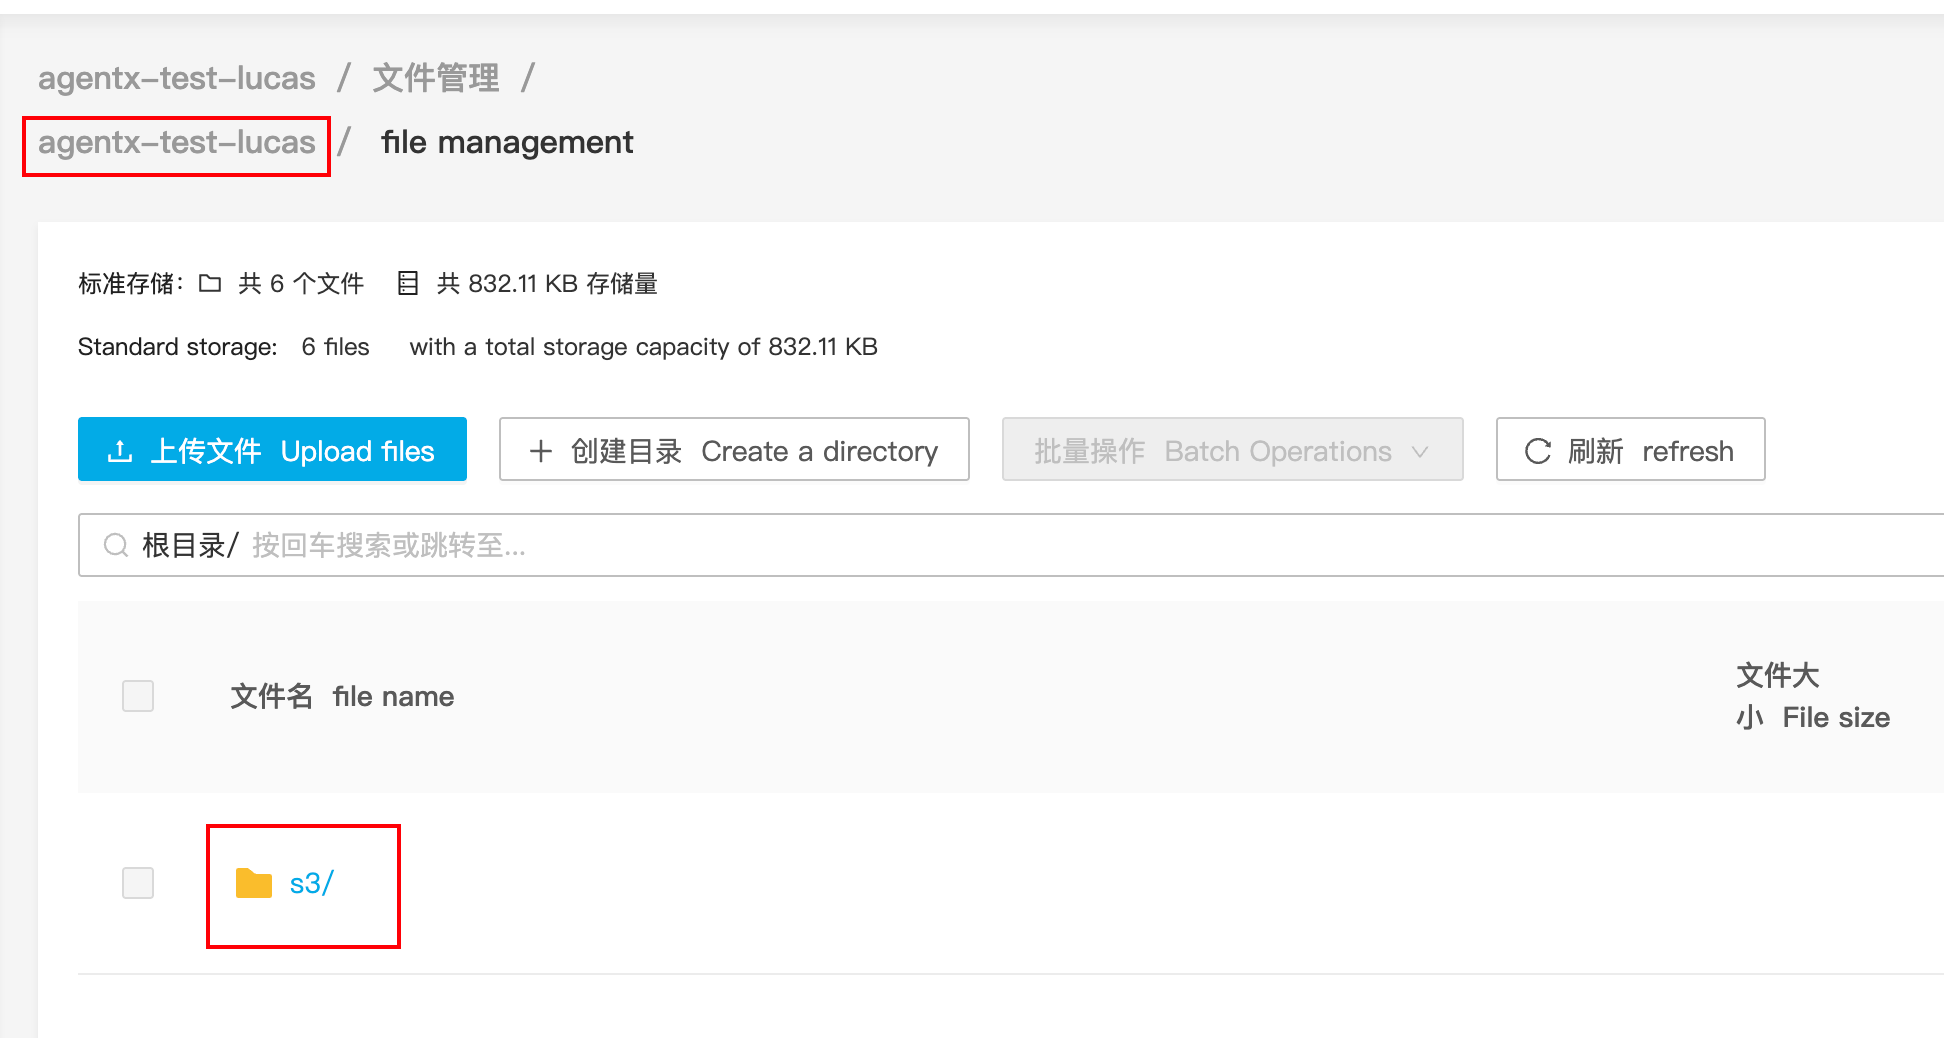 agentx-test-lucas / 文件管理 /
agentx-test-lucas / file management
标准存储: 共 6 个文件 共 832.11 KB 存储量
Standard storage: 6 files with a total storage capacity of 832.11 KB
上传文件 Upload files
创建目录 Create a directory
批量操作 Batch Operations
刷新 refresh
根目录/ 按回车搜索或跳转至...
文件名 file name
文件大
小 File size
s3/